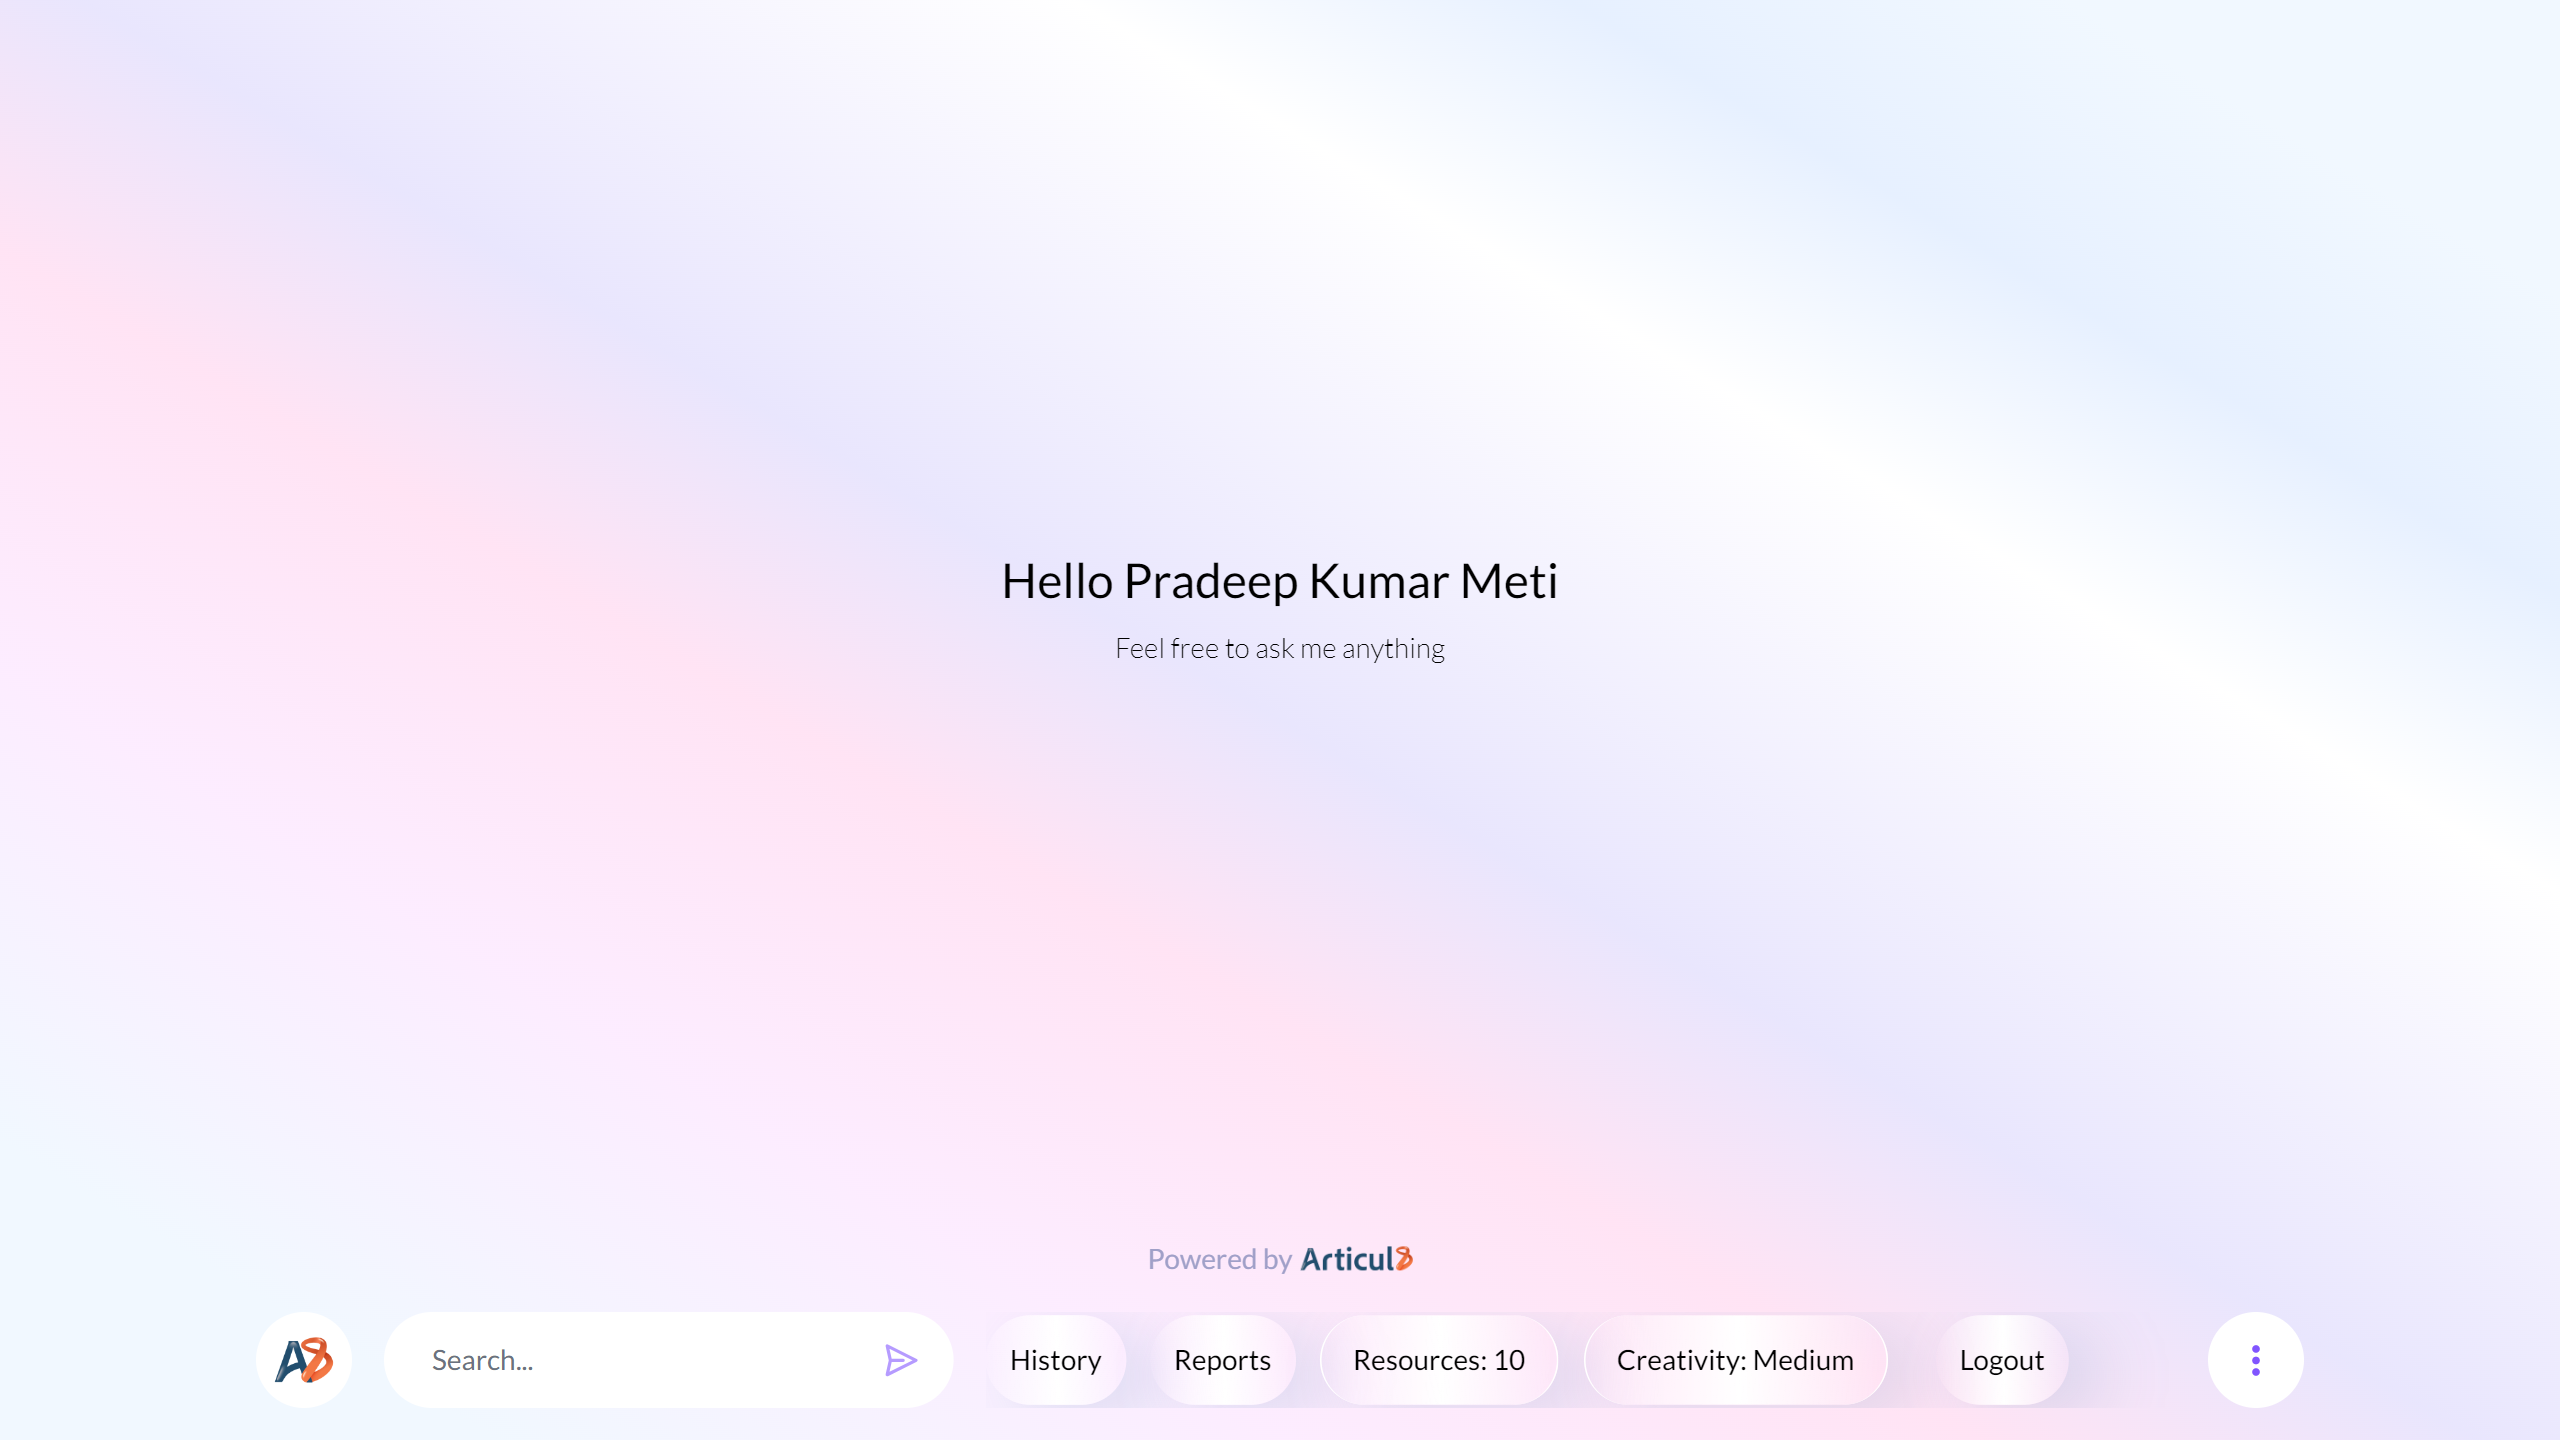 Hello Pradeep Kumar Meti
Feel free to ask me anything
Powered by Articul8
A8 Search... History Reports Resources: 10 Creativity: Medium Logout